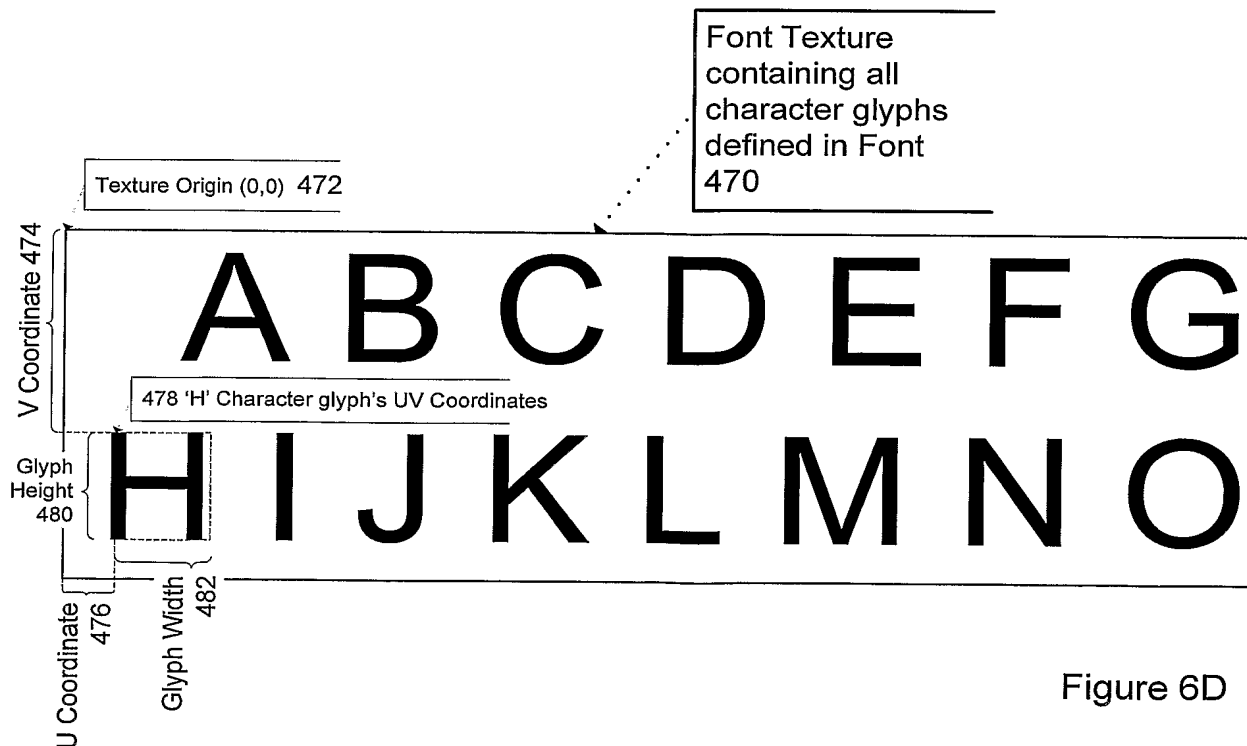 Font Texture
containing all
character glyphs
defined in Font
470
Texture Origin (0,0) 472
V Coordinate 474
A B C D E F G
478 'H' Character glyph's UV Coordinates
Glyph
Height
480
H I J K L M N O
U Coordinate
476
Glyph Width
482
Figure 6D